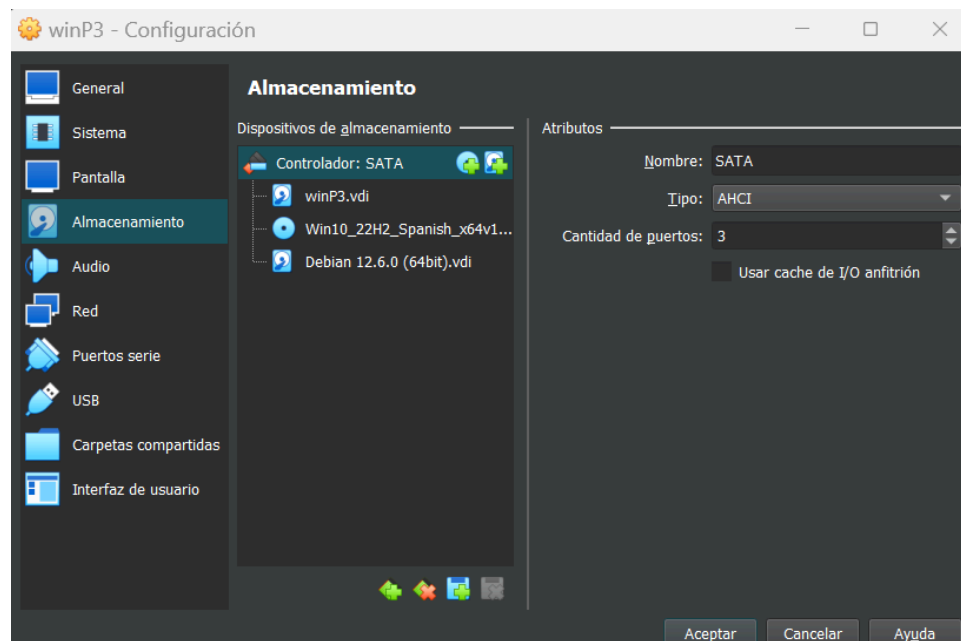 winP3 - Configuración
General
Sistema
Pantalla
Almacenamiento
Audio
Red
Puertos serie
USB
Carpetas compartidas
Interfaz de usuario
Almacenamiento
Dispositivos de almacenamiento
Controlador: SATA
winP3.vdi
Win10_22H2_Spanish_x64v1...
Debian 12.6.0 (64bit).vdi
Atributos
Nombre: SATA
Tipo: AHCI
Cantidad de puertos: 3
Usar cache de I/O anfitrión
Aceptar Cancelar Ayuda